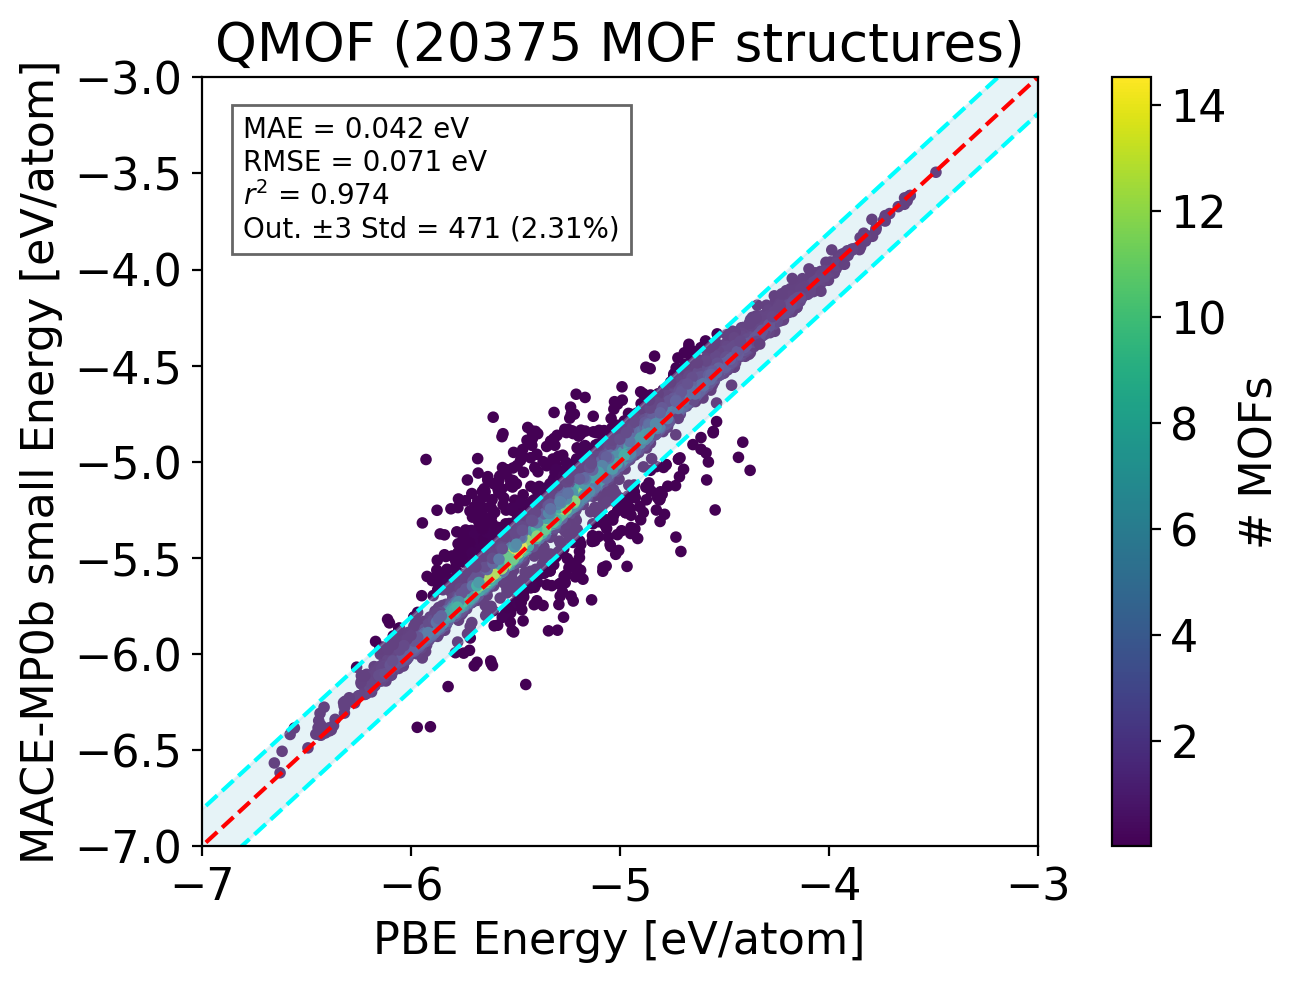 QMOF (20375 MOF structures)
MACE-MP0b small Energy [eV/atom]
−3.0
−3.5
−4.0
−4.5
−5.0
−5.5
−6.0
−6.5
−7.0
MAE = 0.042 eV
RMSE = 0.071 eV
r² = 0.974
Out. ±3 Std = 471 (2.31%)
−7
−6
−5
−4
−3
PBE Energy [eV/atom]
14
12
10
8
6
4
2
# MOFs